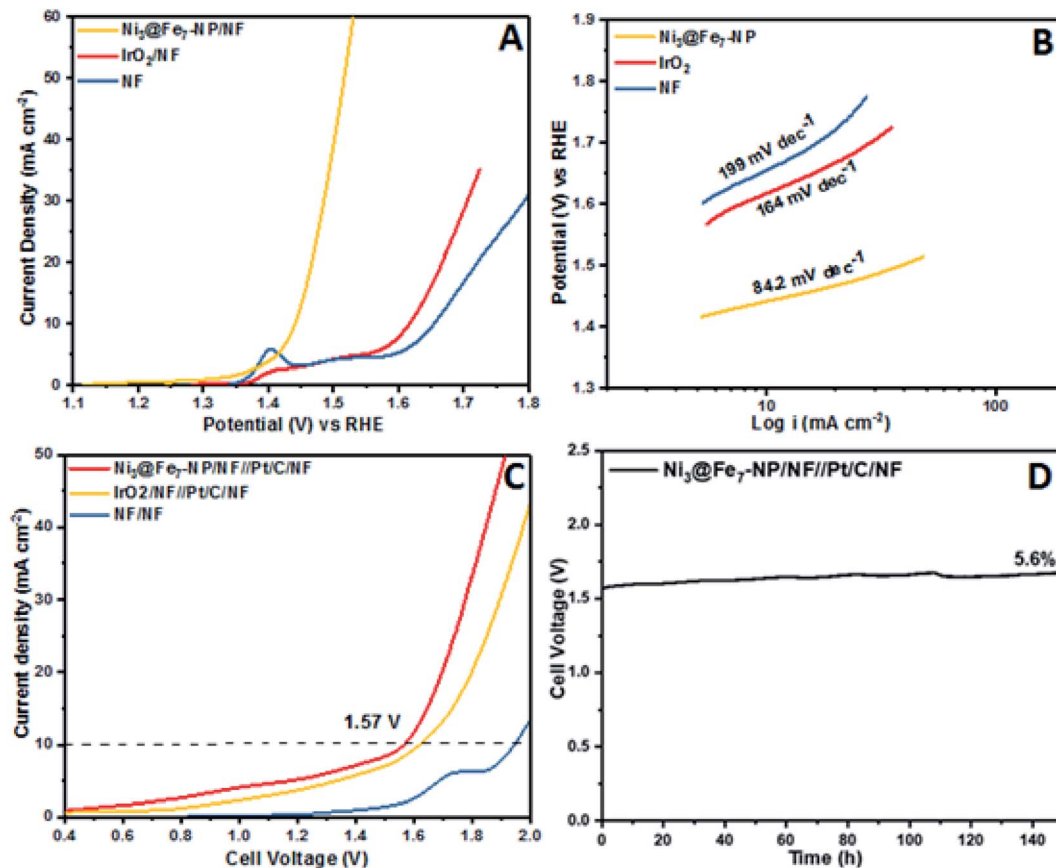 A
Ni₃@Fe₇-NP/NF
IrO₂/NF
NF
60
50
40
30
20
10
0
Current Density (mA cm⁻²)
1.1 1.2 1.3 1.4 1.5 1.6 1.7 1.8
Potential (V) vs RHE
B
Ni₃@Fe₇-NP
IrO₂
NF
199 mV dec⁻¹
164 mV dec⁻¹
84.2 mV dec⁻¹
1.9
1.8
1.7
1.6
1.5
1.4
1.3
Potential (V) vs RHE
10 100
Log i (mA cm⁻²)
C
Ni₃@Fe₇-NP/NF//Pt/C/NF
IrO2/NF//Pt/C/NF
NF/NF
1.57 V
50
40
30
20
10
0
Current density (mA cm⁻²)
0.4 0.6 0.8 1.0 1.2 1.4 1.6 1.8 2.0
Cell Voltage (V)
D
Ni₃@Fe₇-NP/NF//Pt/C/NF
5.6%
2.5
2.0
1.5
1.0
0.5
0.0
Cell Voltage (V)
0 20 40 60 80 100 120 140
Time (h)